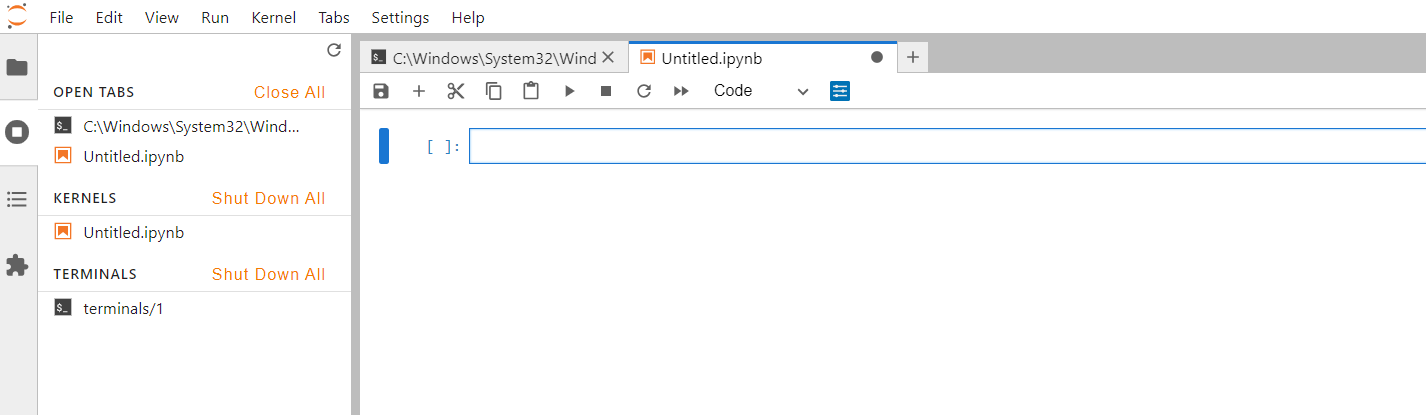 File Edit View Run Kernel Tabs Settings Help
OPEN TABS Close All
C:\Windows\System32\Wind...
Untitled.ipynb
KERNELS Shut Down All
Untitled.ipynb
TERMINALS Shut Down All
terminals/1
C:\Windows\System32\Wind
Untitled.ipynb
Code
[ ]: